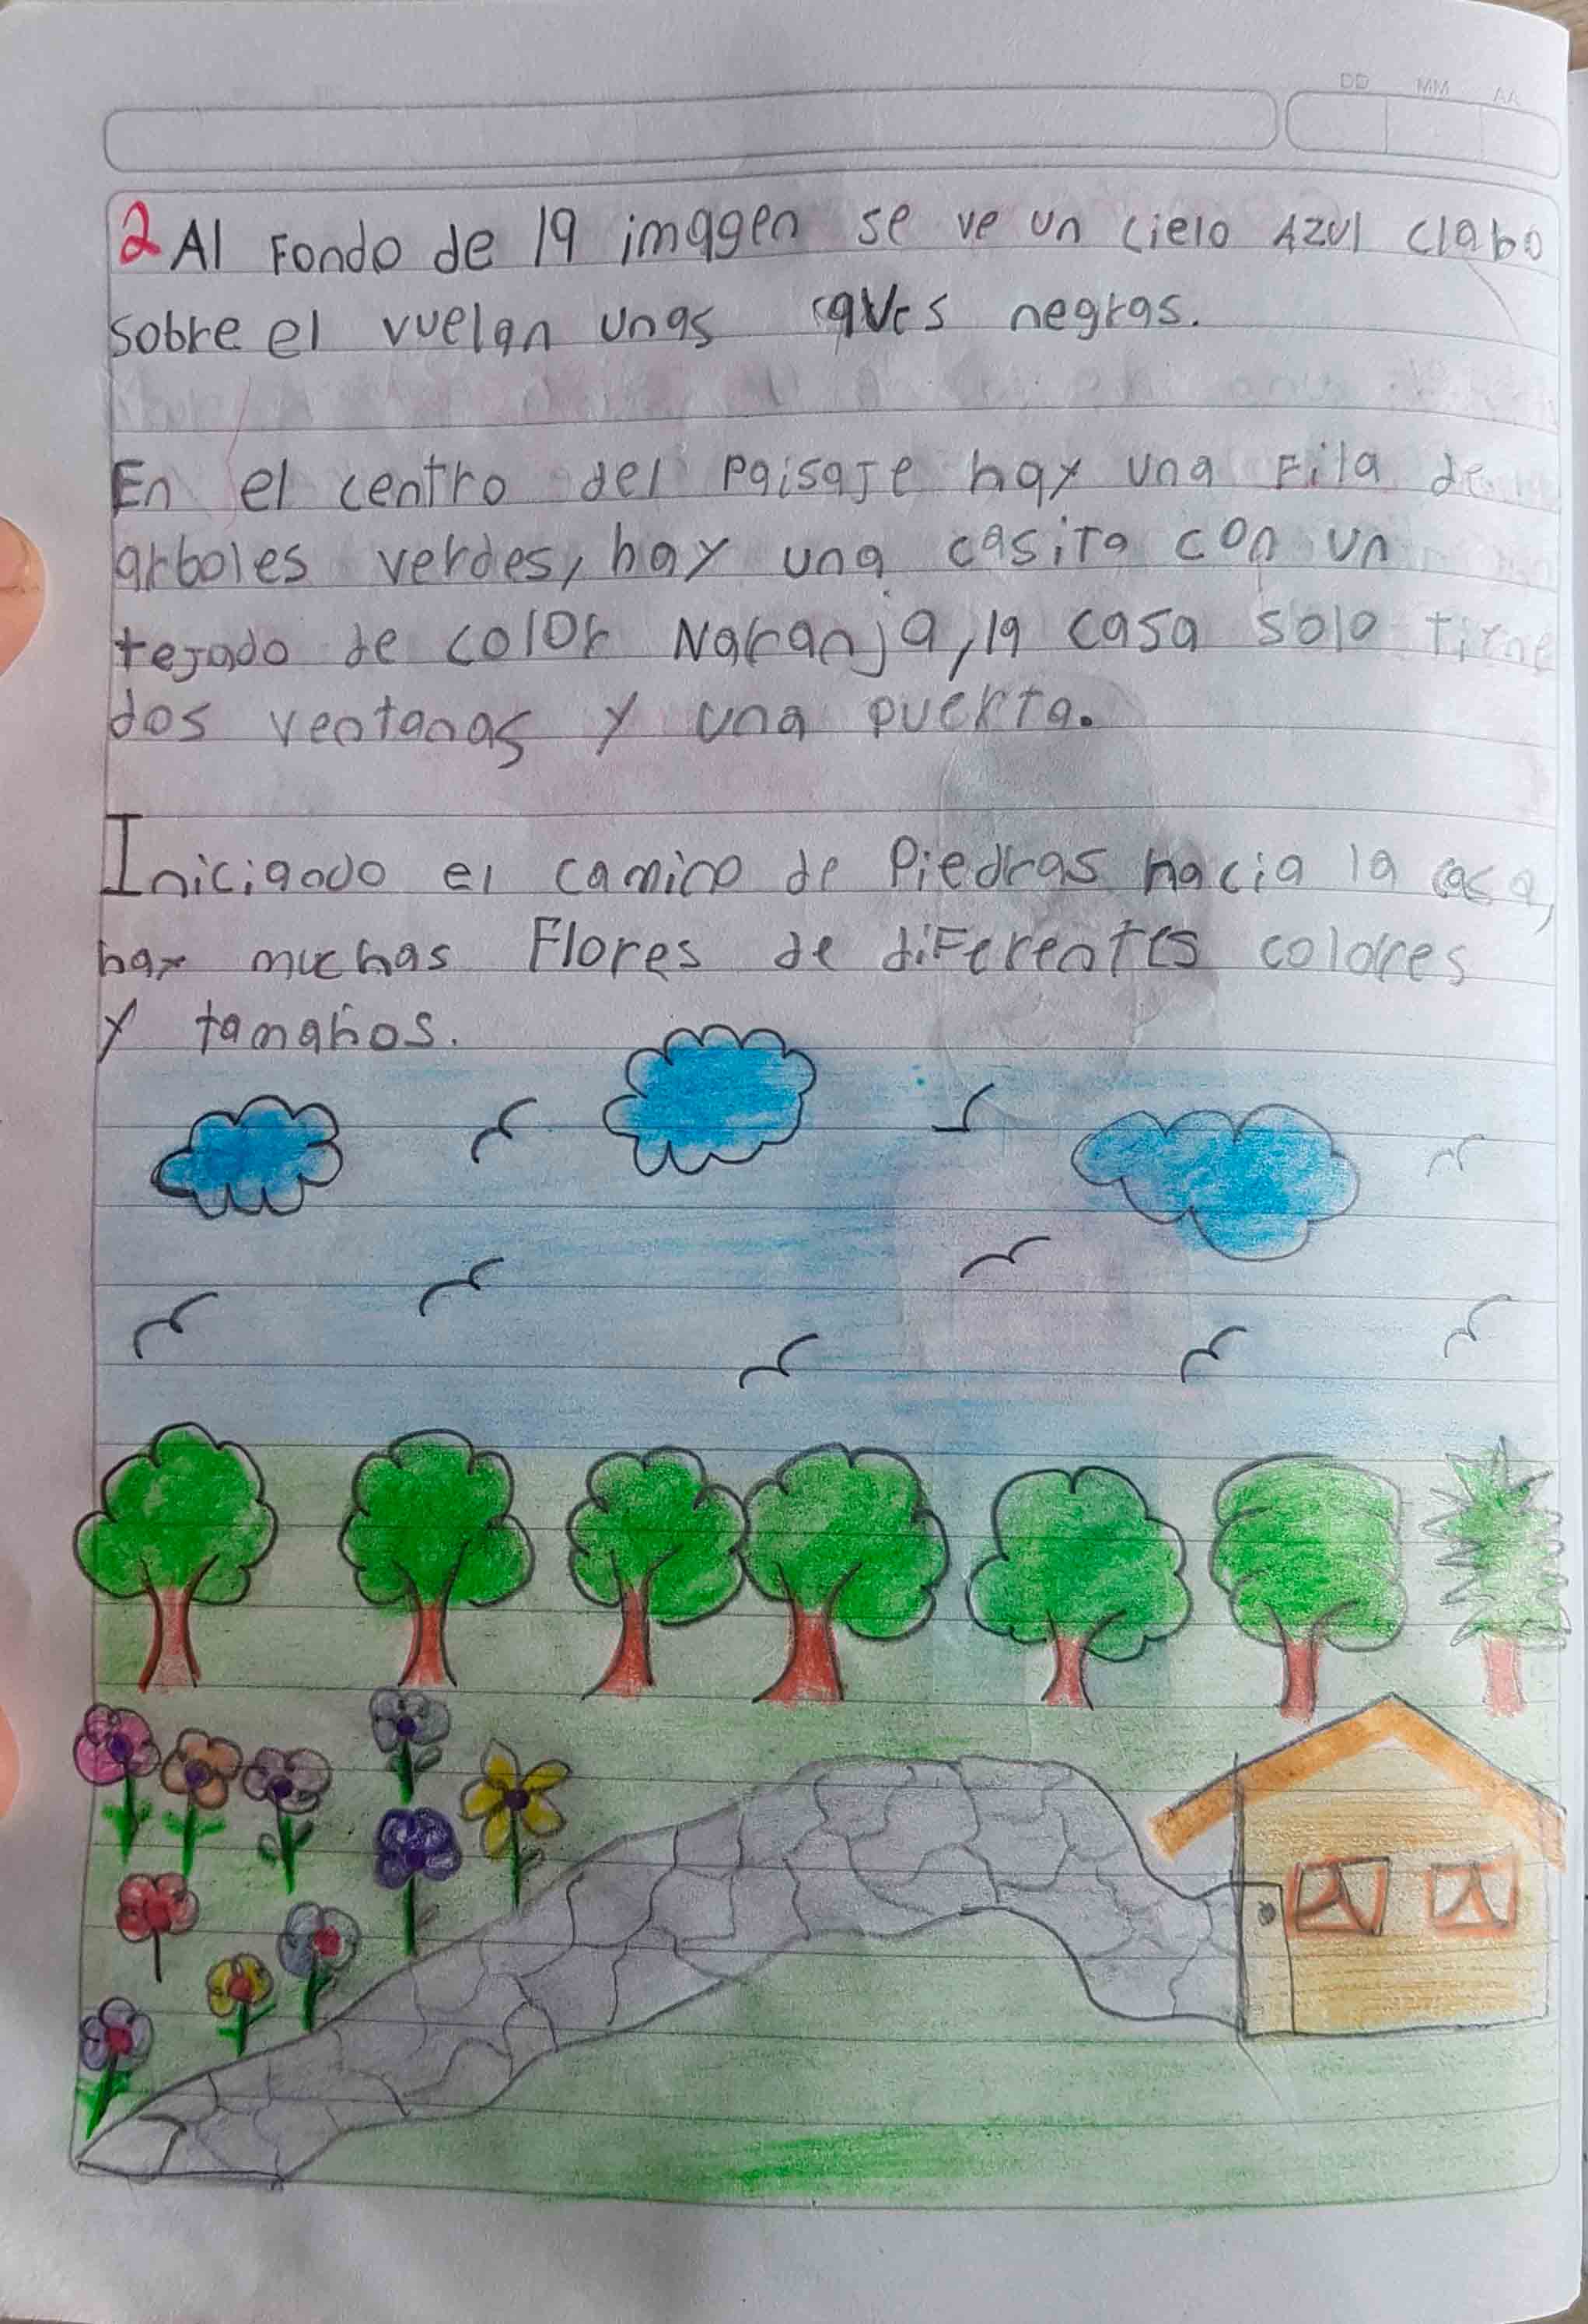 DD MM AA
2 Al Fondo de la imagen se ve un cielo Azul claro
sobre el vuelan unas aves negras.
En el centro del paisaje hay una Fila de
arboles verdes, hay una casita con un
tejado de color Naranja, la casa solo tiene
dos ventanas y una puerta.
Iniciando el camino de Piedras hacia la casa,
hay muchas Flores de diFerentes colores
y tamaños.